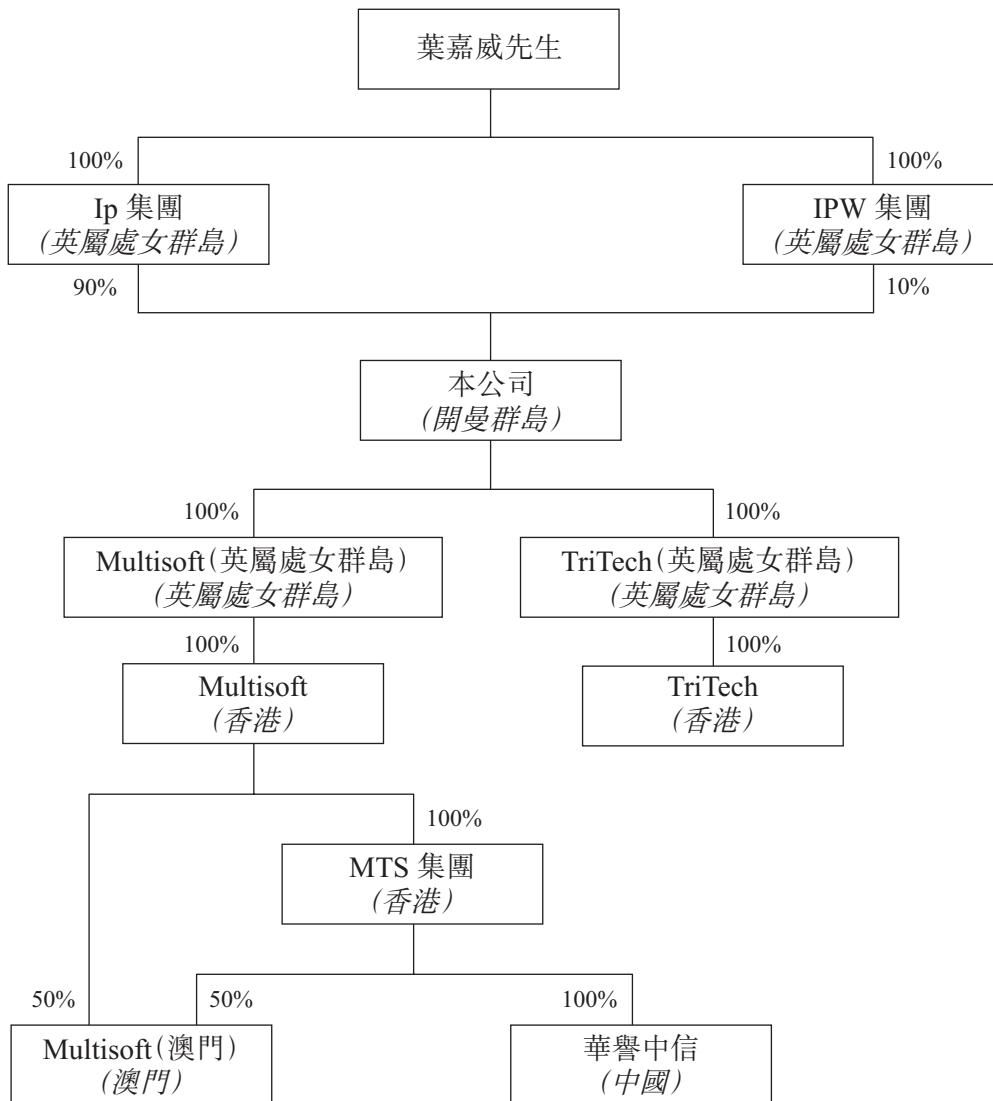 葉嘉威先生
100%
100%
Ip 集團
(英屬處女群島)
IPW 集團
(英屬處女群島)
90%
10%
本公司
(開曼群島)
100%
100%
Multisoft(英屬處女群島)
(英屬處女群島)
TriTech(英屬處女群島)
(英屬處女群島)
100%
100%
Multisoft
(香港)
TriTech
(香港)
100%
MTS 集團
(香港)
50%
50%
100%
Multisoft(澳門)
(澳門)
華譽中信
(中國)